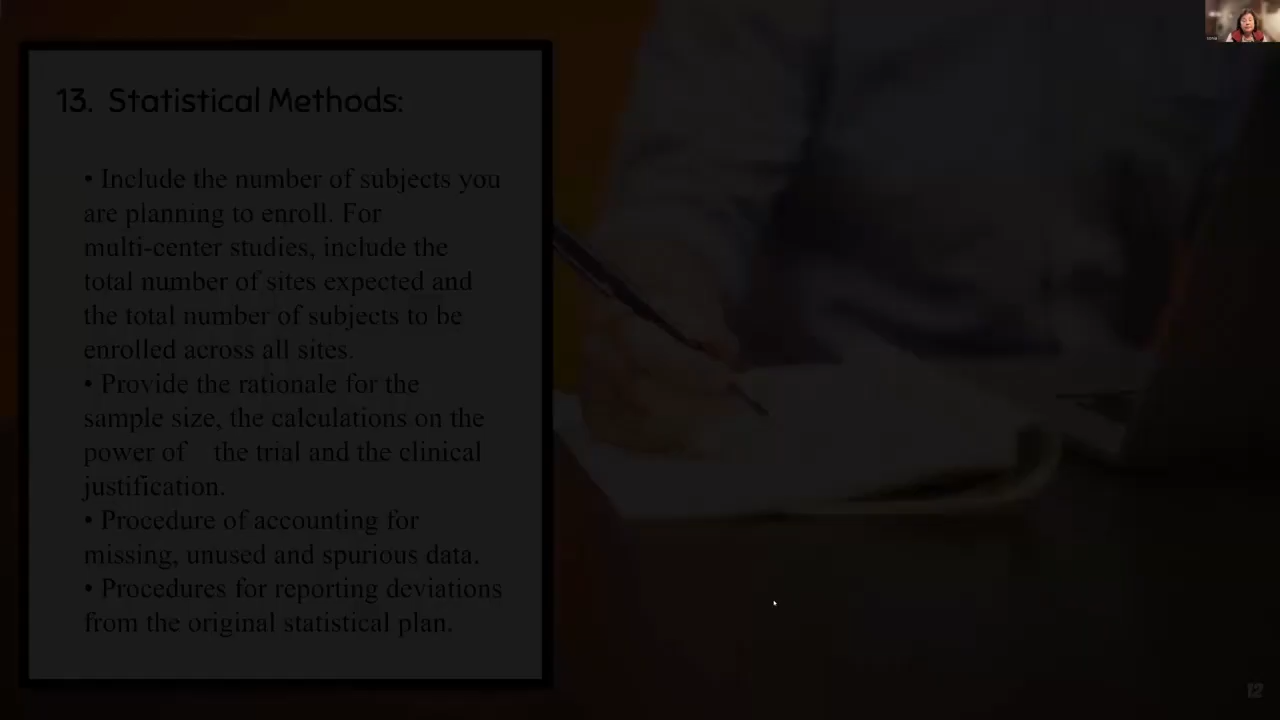 13. Statistical Methods:
• Include the number of subjects you
are planning to enroll. For
multi-center studies, include the
total number of sites expected and
the total number of subjects to be
enrolled across all sites.
• Provide the rationale for the
sample size, the calculations on the
power of the trial and the clinical
justification.
• Procedure of accounting for
missing, unused and spurious data.
• Procedures for reporting deviations
from the original statistical plan.
12